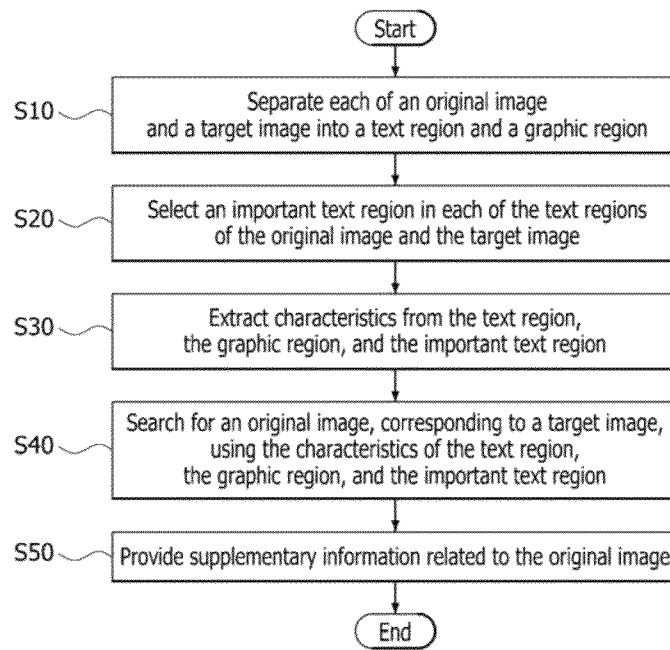 Start
S10
Separate each of an original image
and a target image into a text region and a graphic region
S20
Select an important text region in each of the text regions
of the original image and the target image
S30
Extract characteristics from the text region,
the graphic region, and the important text region
S40
Search for an original image, corresponding to a target image,
using the characteristics of the text region,
the graphic region, and the important text region
S50
Provide supplementary information related to the original image
End